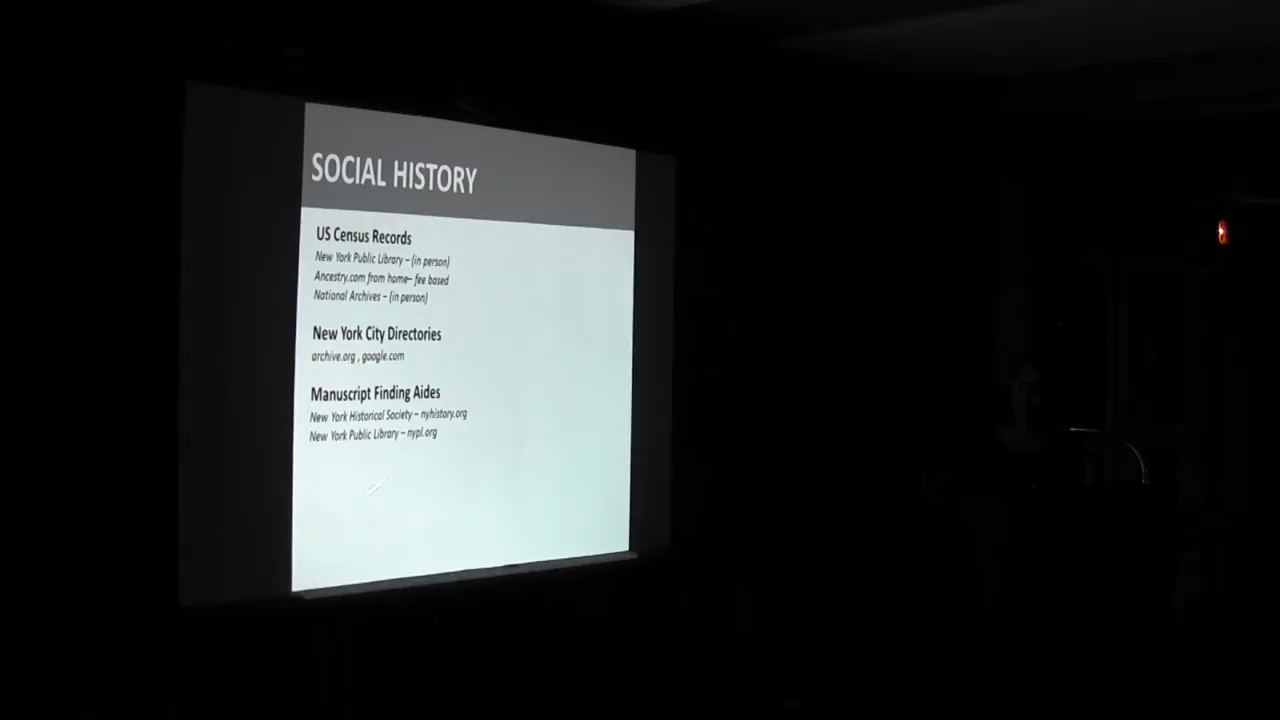 SOCIAL HISTORY
US Census Records
New York Public Library – (in person)
Ancestry.com from home– fee based
National Archives – (in person)
New York City Directories
archive.org , google.com
Manuscript Finding Aides
New York Historical Society – nyhistory.org
New York Public Library – nypl.org